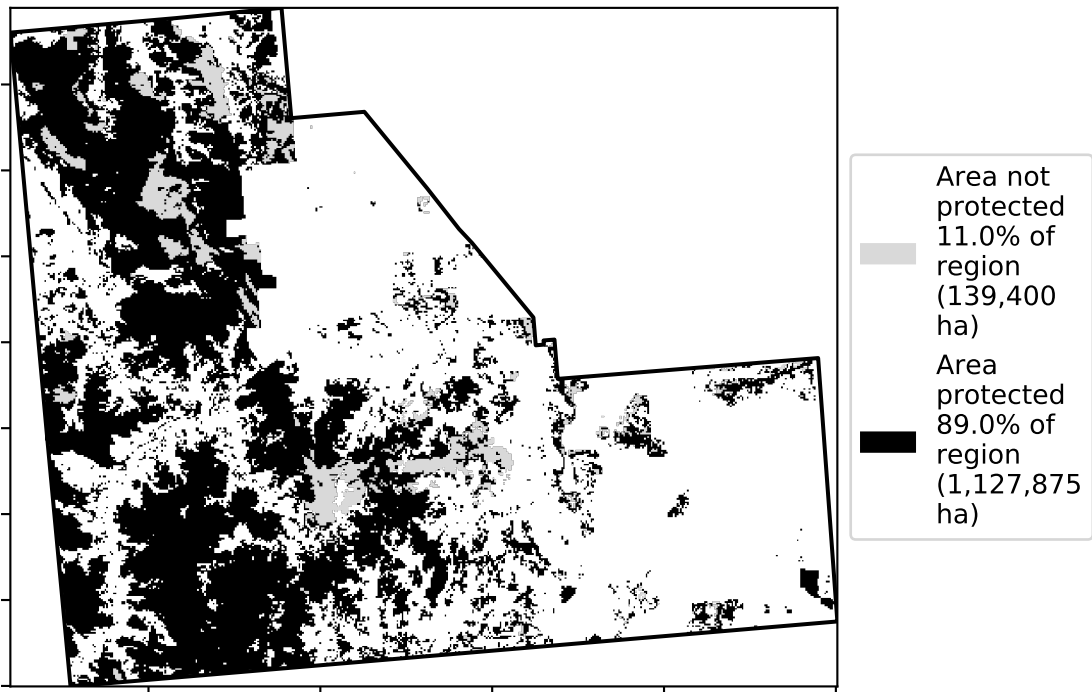 Area not
protected
11.0% of
region
(139,400
ha)
Area
protected
89.0% of
region
(1,127,875
ha)